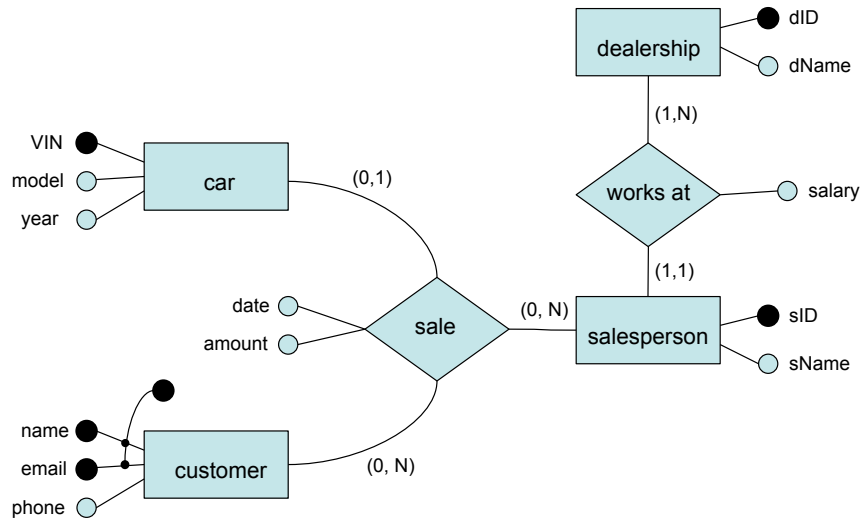 dID
dealership
dName
(1,N)
VIN
car
(0,1)
model
works at
salary
year
(1,1)
date
(0, N)
sale
sID
amount
salesperson
sName
name
email
customer
(0, N)
phone